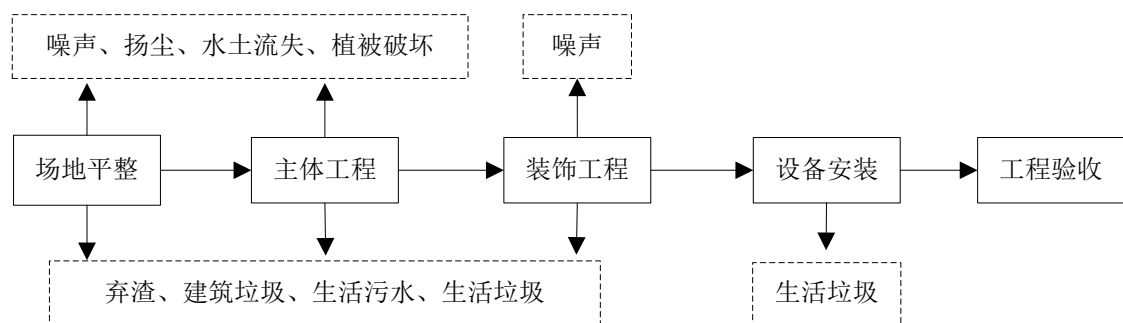 噪声、扬尘、水土流失、植被破坏
噪声
场地平整
主体工程
装饰工程
设备安装
工程验收
弃渣、建筑垃圾、生活污水、生活垃圾
生活垃圾